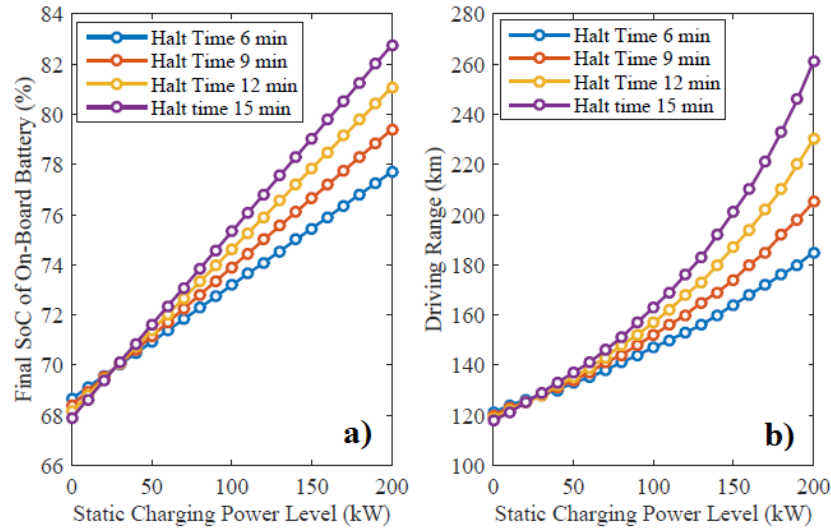 Halt Time 6 min
Halt Time 9 min
Halt Time 12 min
Halt time 15 min
84
82
80
78
76
74
72
70
68
66
Final SoC of On-Board Battery (%)
0 50 100 150 200
Static Charging Power Level (kW)
a)
Halt Time 6 min
Halt Time 9 min
Halt Time 12 min
Halt time 15 min
280
260
240
220
200
180
160
140
120
100
Driving Range (km)
0 50 100 150 200
Static Charging Power Level (kW)
b)